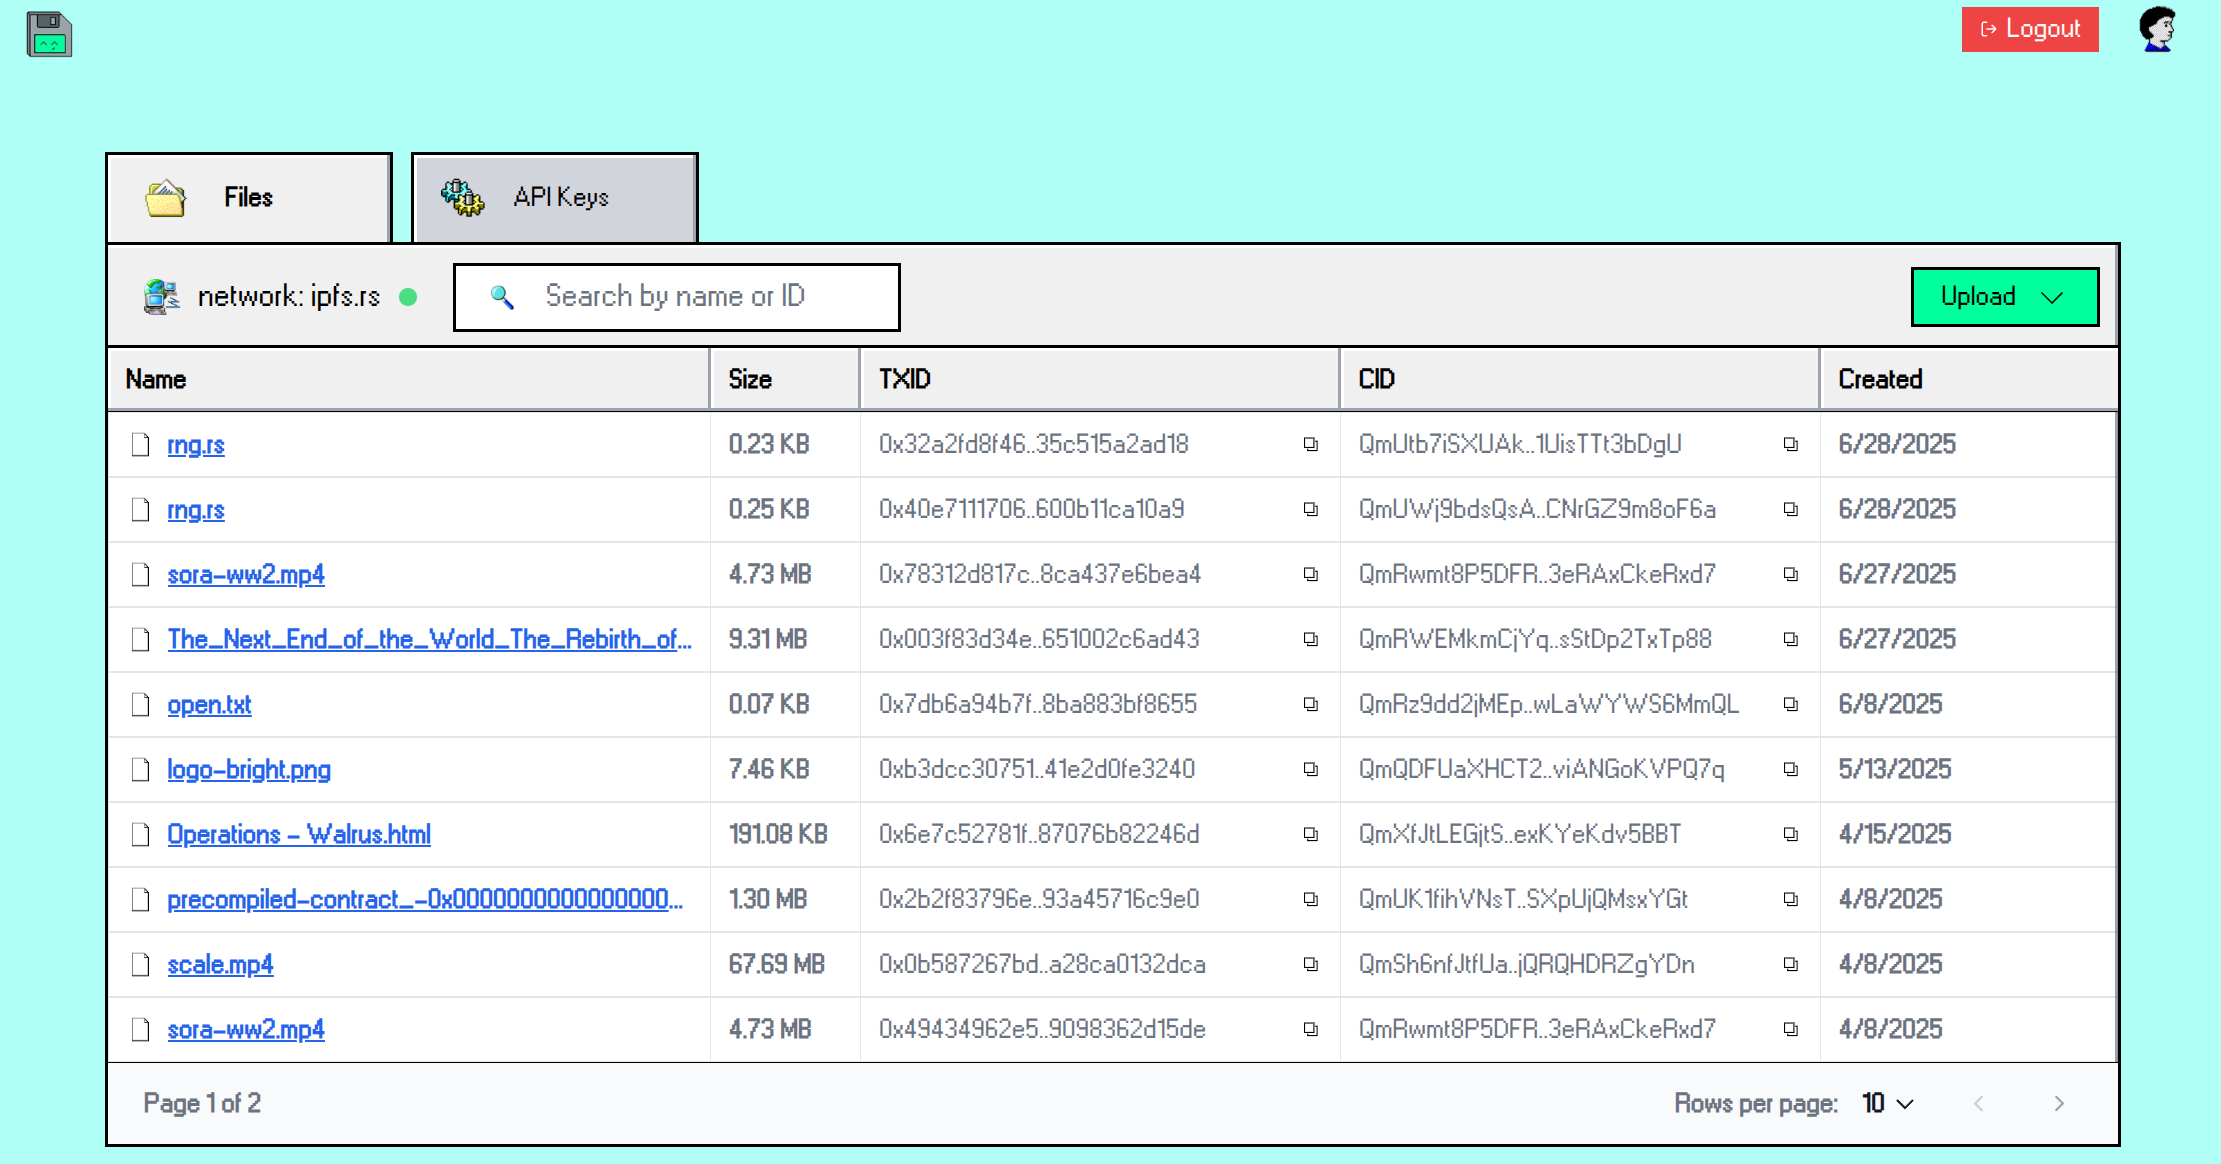 Logout
Files
API Keys
network: ipfs.rs
Search by name or ID
Upload
Name Size TXID CID Created
rng.rs 0.23 KB 0x32a2fd8f46..35c515a2ad18 QmUtb7iSXUAk..1UisTTt3bDgU 6/28/2025
rng.rs 0.25 KB 0x40e7111706..600b11ca10a9 QmUWj9bdsQsA..CNrGZ9m8oF6a 6/28/2025
sora-ww2.mp4 4.73 MB 0x78312d817c..8ca437e6bea4 QmRwmt8P5DFR..3eRAxCkeRxd7 6/27/2025
The_Next_End_of_the_World_The_Rebirth_of... 9.31 MB 0x003f83d34e..651002c6ad43 QmRWEMkmCjYq..sStDp2TxTp88 6/27/2025
open.txt 0.07 KB 0x7db6a94b7f..8ba883bf8655 QmRz9dd2jMEp..wLaWYWS6MmQL 6/8/2025
logo-bright.png 7.46 KB 0xb3dcc30751..41e2d0fe3240 QmQDFUaXHCT2..viANGoKVPQ7q 5/13/2025
Operations - Walrus.html 191.08 KB 0x6e7c52781f..87076b82246d QmXfJtLEGjtS..exKYeKdv5BBT 4/15/2025
precompiled-contract_-0x0000000000000000... 1.30 MB 0x2b2f83796e..93a45716c9e0 QmUK1fihVNsT..SXpUjQMsxYGt 4/8/2025
scale.mp4 67.69 MB 0x0b587267bd..a28ca0132dca QmSh6nfJtfUa..jQRQHDRZgYDn 4/8/2025
sora-ww2.mp4 4.73 MB 0x49434962e5..9098362d15de QmRwmt8P5DFR..3eRAxCkeRxd7 4/8/2025
Page 1 of 2
Rows per page: 10